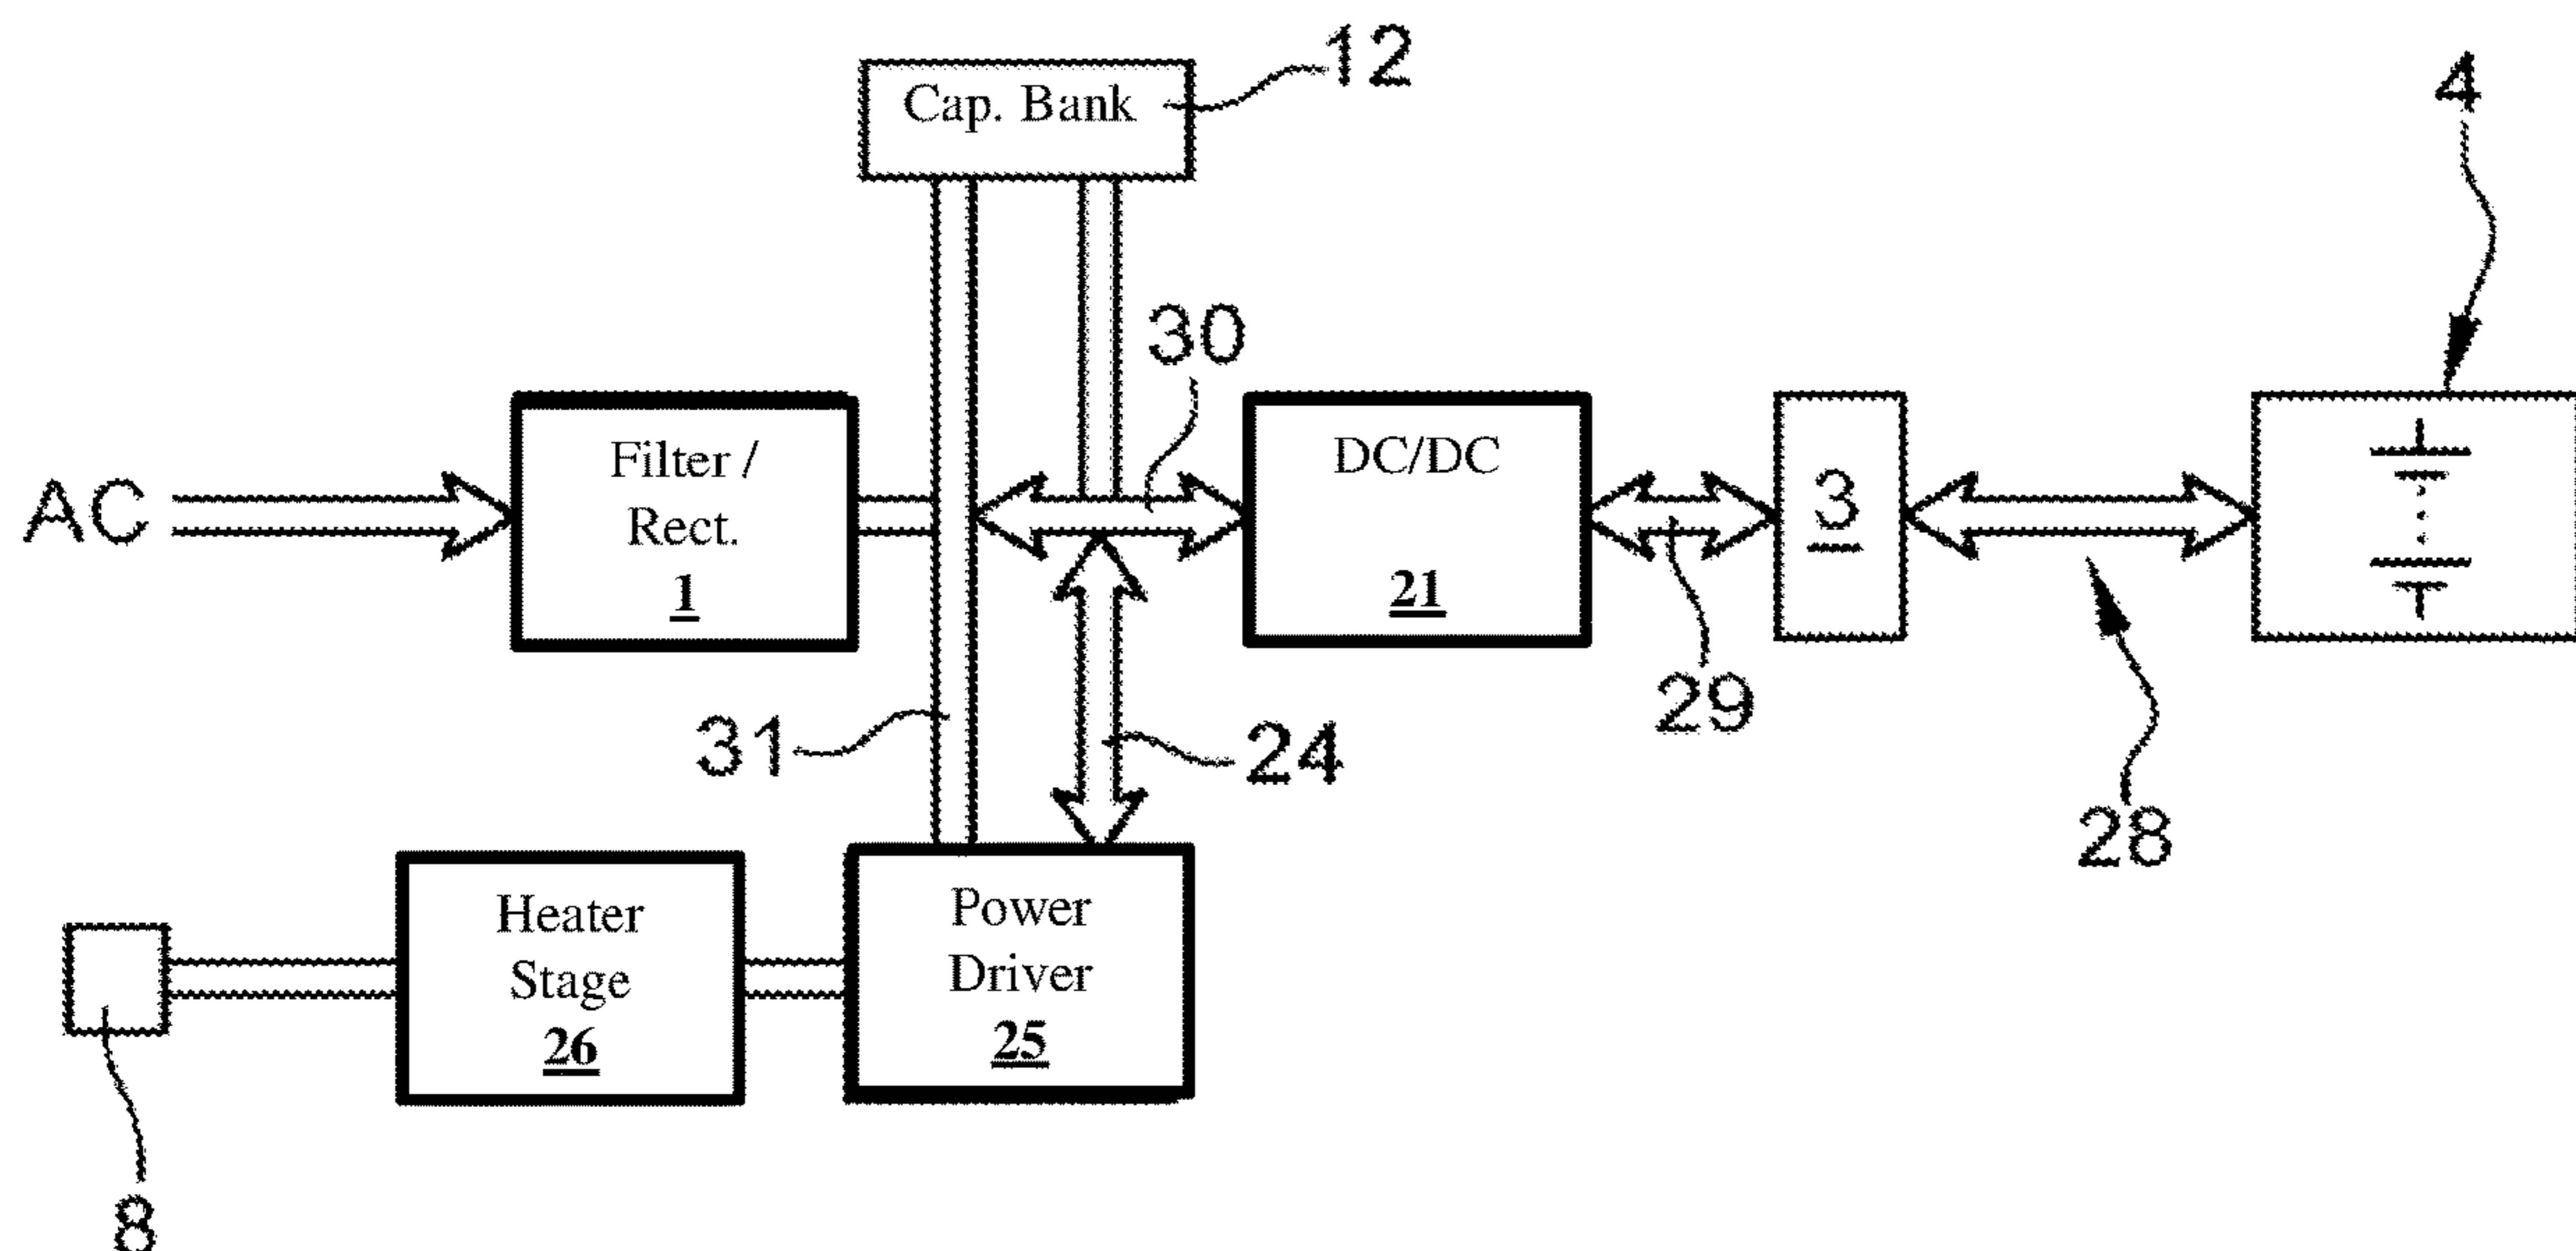 12
Cap. Bank
4
30
Filter /
Rect.
1
DC/DC
21
3
AC
29
31
24
28
Heater
Stage
26
Power
Driver
25
8